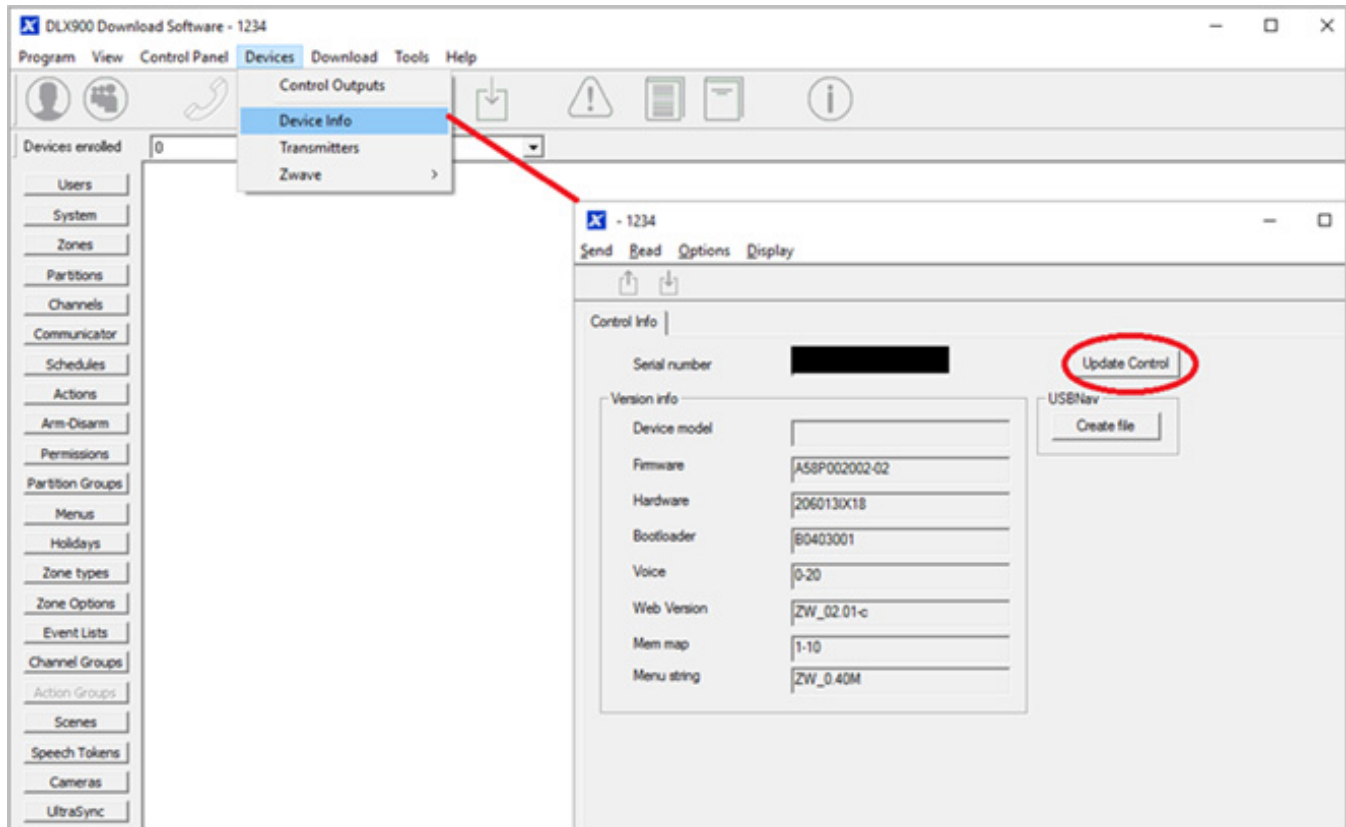 DLX900 Download Software - 1234
Program View Control Panel Devices Download Tools Help
Control Outputs
Device Info
Transmitters
Zwave
Devices enrolled 0
Users
System
Zones
Partitions
Channels
Communicator
Schedules
Actions
Arm-Disarm
Permissions
Partition Groups
Menus
Holidays
Zone types
Zone Options
Event Lists
Channel Groups
Action Groups
Scenes
Speech Tokens
Cameras
UltraSync
- 1234
Send Read Options Display
Control Info
Serial number
Update Control
Version info
USBNav
Device model
Create file
Firmware A58P002002-02
Hardware 206013IX18
Bootloader B0403001
Voice 0-20
Web Version ZW_02.01-c
Mem map 1-10
Menu string ZW_0.40M